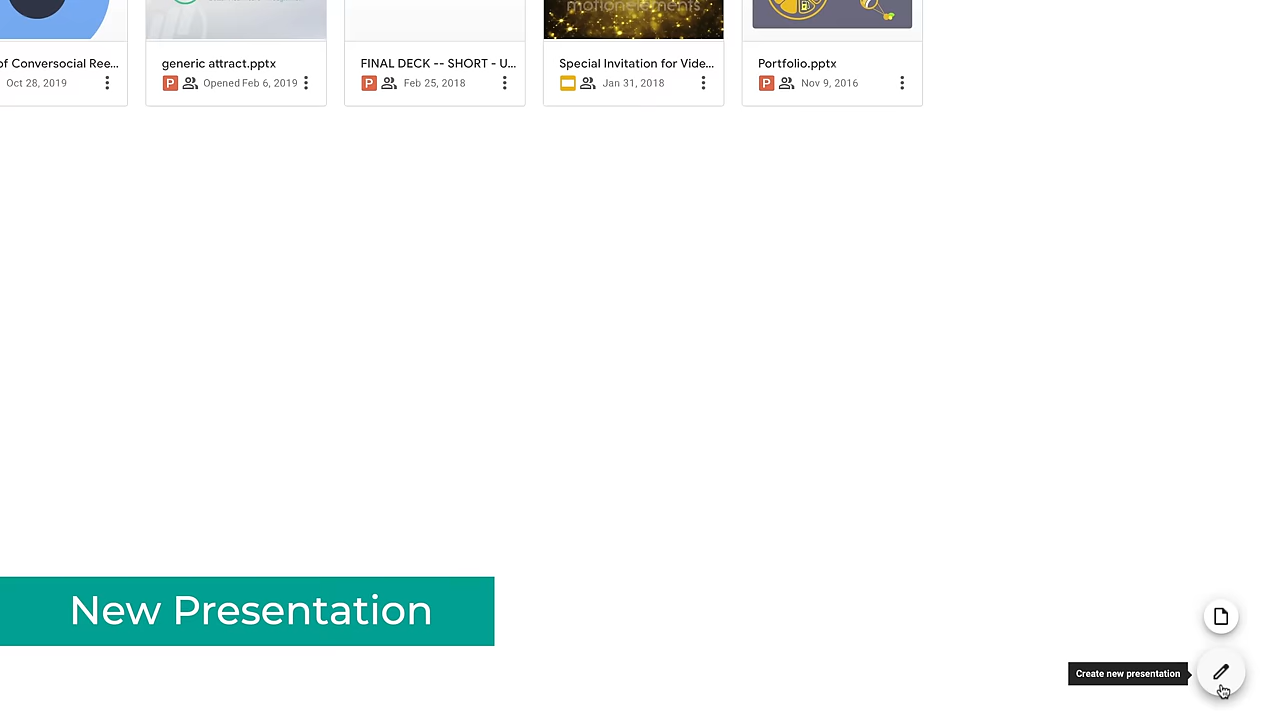 motionelements
of Conversocial Ree...
Oct 28, 2019
generic attract.pptx
P Opened Feb 6, 2019
FINAL DECK -- SHORT - U...
P Feb 25, 2018
Special Invitation for Vide...
Jan 31, 2018
Portfolio.pptx
P Nov 9, 2016
New Presentation
Create new presentation